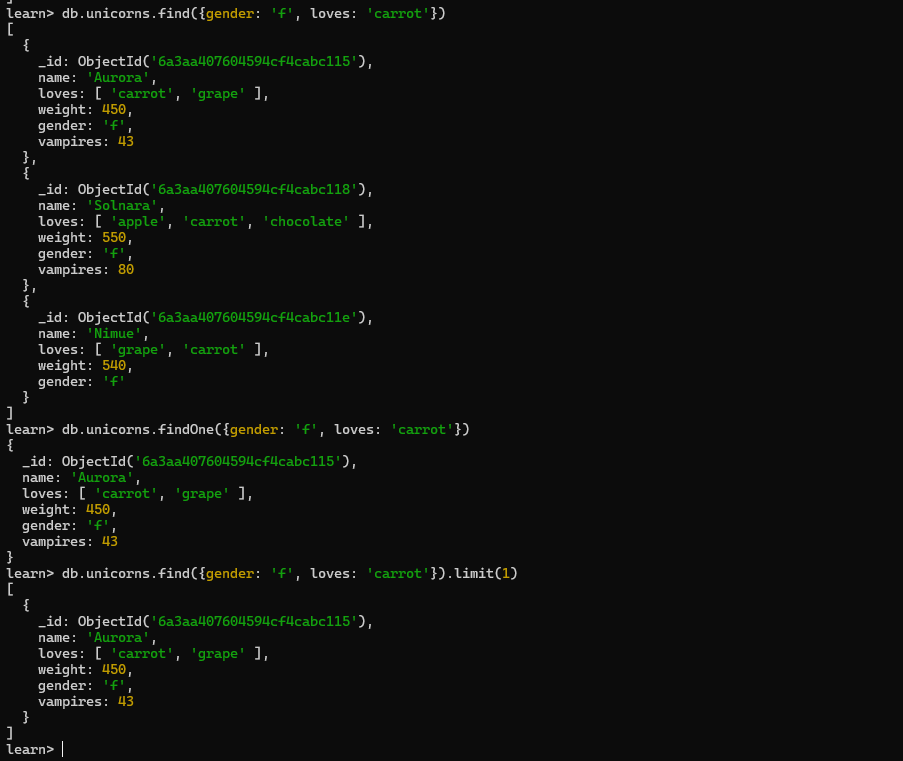 ]
learn> db.unicorns.find({gender: 'f', loves: 'carrot'})
[
  {
    _id: ObjectId('6a3aa407604594cf4cabc115'),
    name: 'Aurora',
    loves: [ 'carrot', 'grape' ],
    weight: 450,
    gender: 'f',
    vampires: 43
  },
  {
    _id: ObjectId('6a3aa407604594cf4cabc118'),
    name: 'Solnara',
    loves: [ 'apple', 'carrot', 'chocolate' ],
    weight: 550,
    gender: 'f',
    vampires: 80
  },
  {
    _id: ObjectId('6a3aa407604594cf4cabc11e'),
    name: 'Nimue',
    loves: [ 'grape', 'carrot' ],
    weight: 540,
    gender: 'f'
  }
]
learn> db.unicorns.findOne({gender: 'f', loves: 'carrot'})
{
  _id: ObjectId('6a3aa407604594cf4cabc115'),
  name: 'Aurora',
  loves: [ 'carrot', 'grape' ],
  weight: 450,
  gender: 'f',
  vampires: 43
}
learn> db.unicorns.find({gender: 'f', loves: 'carrot'}).limit(1)
[
  {
    _id: ObjectId('6a3aa407604594cf4cabc115'),
    name: 'Aurora',
    loves: [ 'carrot', 'grape' ],
    weight: 450,
    gender: 'f',
    vampires: 43
  }
]
learn>